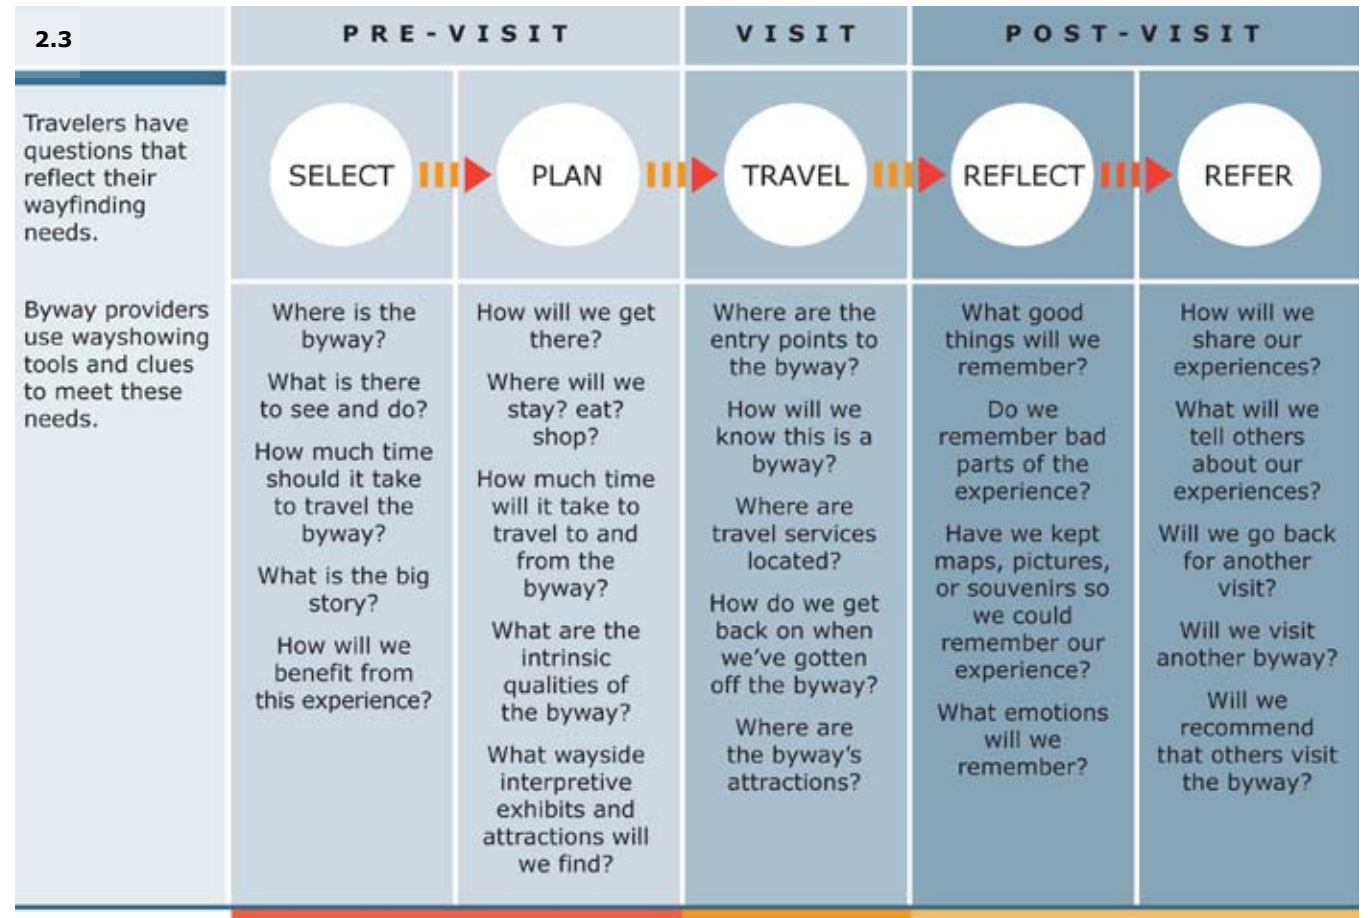 2.3
PRE-VISIT
VISIT
POST-VISIT
Travelers have
questions that
reflect their
wayfinding
needs.
SELECT
PLAN
TRAVEL
REFLECT
REFER
Byway providers
use wayshowing
tools and clues
to meet these
needs.
Where is the
byway?
What is there
to see and do?
How much time
should it take
to travel the
byway?
What is the big
story?
How will we
benefit from
this experience?
How will we get
there?
Where will we
stay? eat?
shop?
How much time
will it take to
travel to and
from the
byway?
What are the
intrinsic
qualities of
the byway?
What wayside
interpretive
exhibits and
attractions will
we find?
Where are the
entry points to
the byway?
How will we
know this is a
byway?
Where are
travel services
located?
How do we get
back on when
we've gotten
off the byway?
Where are
the byway's
attractions?
What good
things will we
remember?
Do we
remember bad
parts of the
experience?
Have we kept
maps, pictures,
or souvenirs so
we could
remember our
experience?
What emotions
will we
remember?
How will we
share our
experiences?
What will we
tell others
about our
experiences?
Will we go back
for another
visit?
Will we visit
another byway?
Will we
recommend
that others visit
the byway?